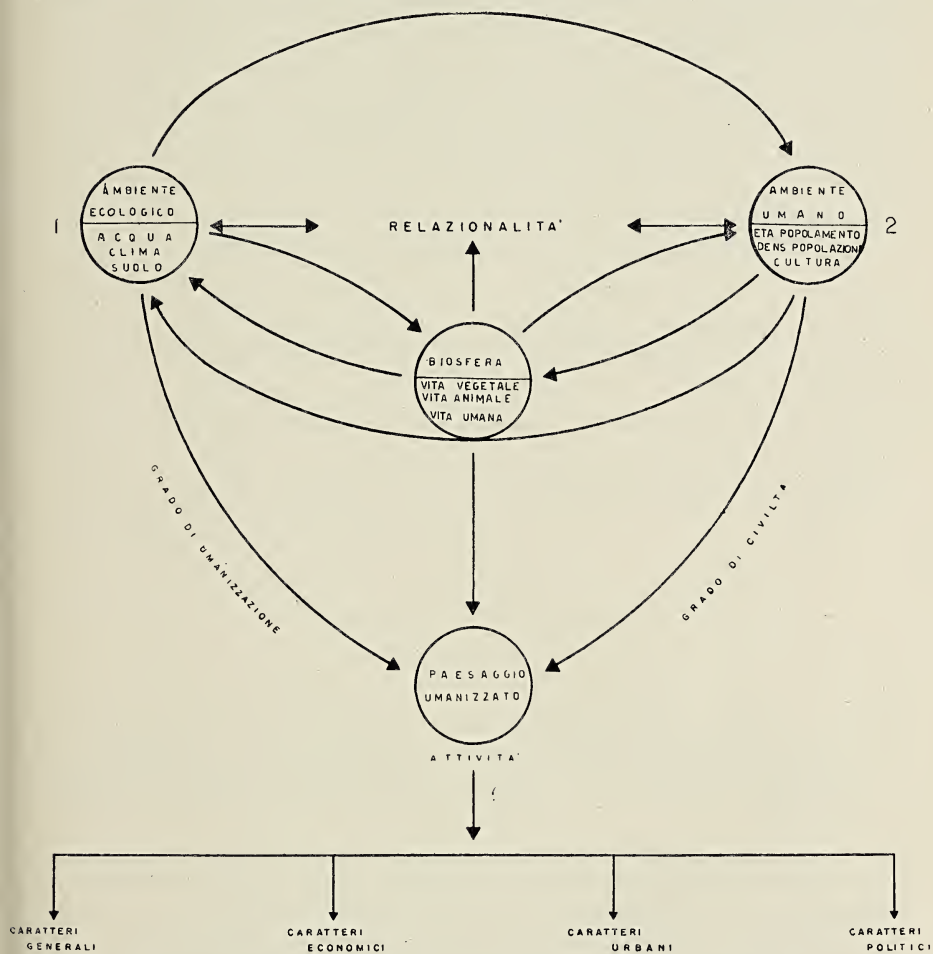 1
AMBIENTE
ECOLOGICO
ACQUA
CLIMA
SUOLO
RELAZIONALITA'
AMBIENTE
UMANO
ETA POPOLAMENTO
DENS POPOLAZIONI
CULTURA
2
BIOSFERA
VITA VEGETALE
VITA ANIMALE
VITA UMANA
GRADO DI UMANIZZAZIONE
GRADO DI CIVILTA
PAESAGGIO
UMANIZZATO
ATTIVITA'
CARATTERI
GENERALI
CARATTERI
ECONOMICI
CARATTERI
URBANI
CARATTERI
POLITICI